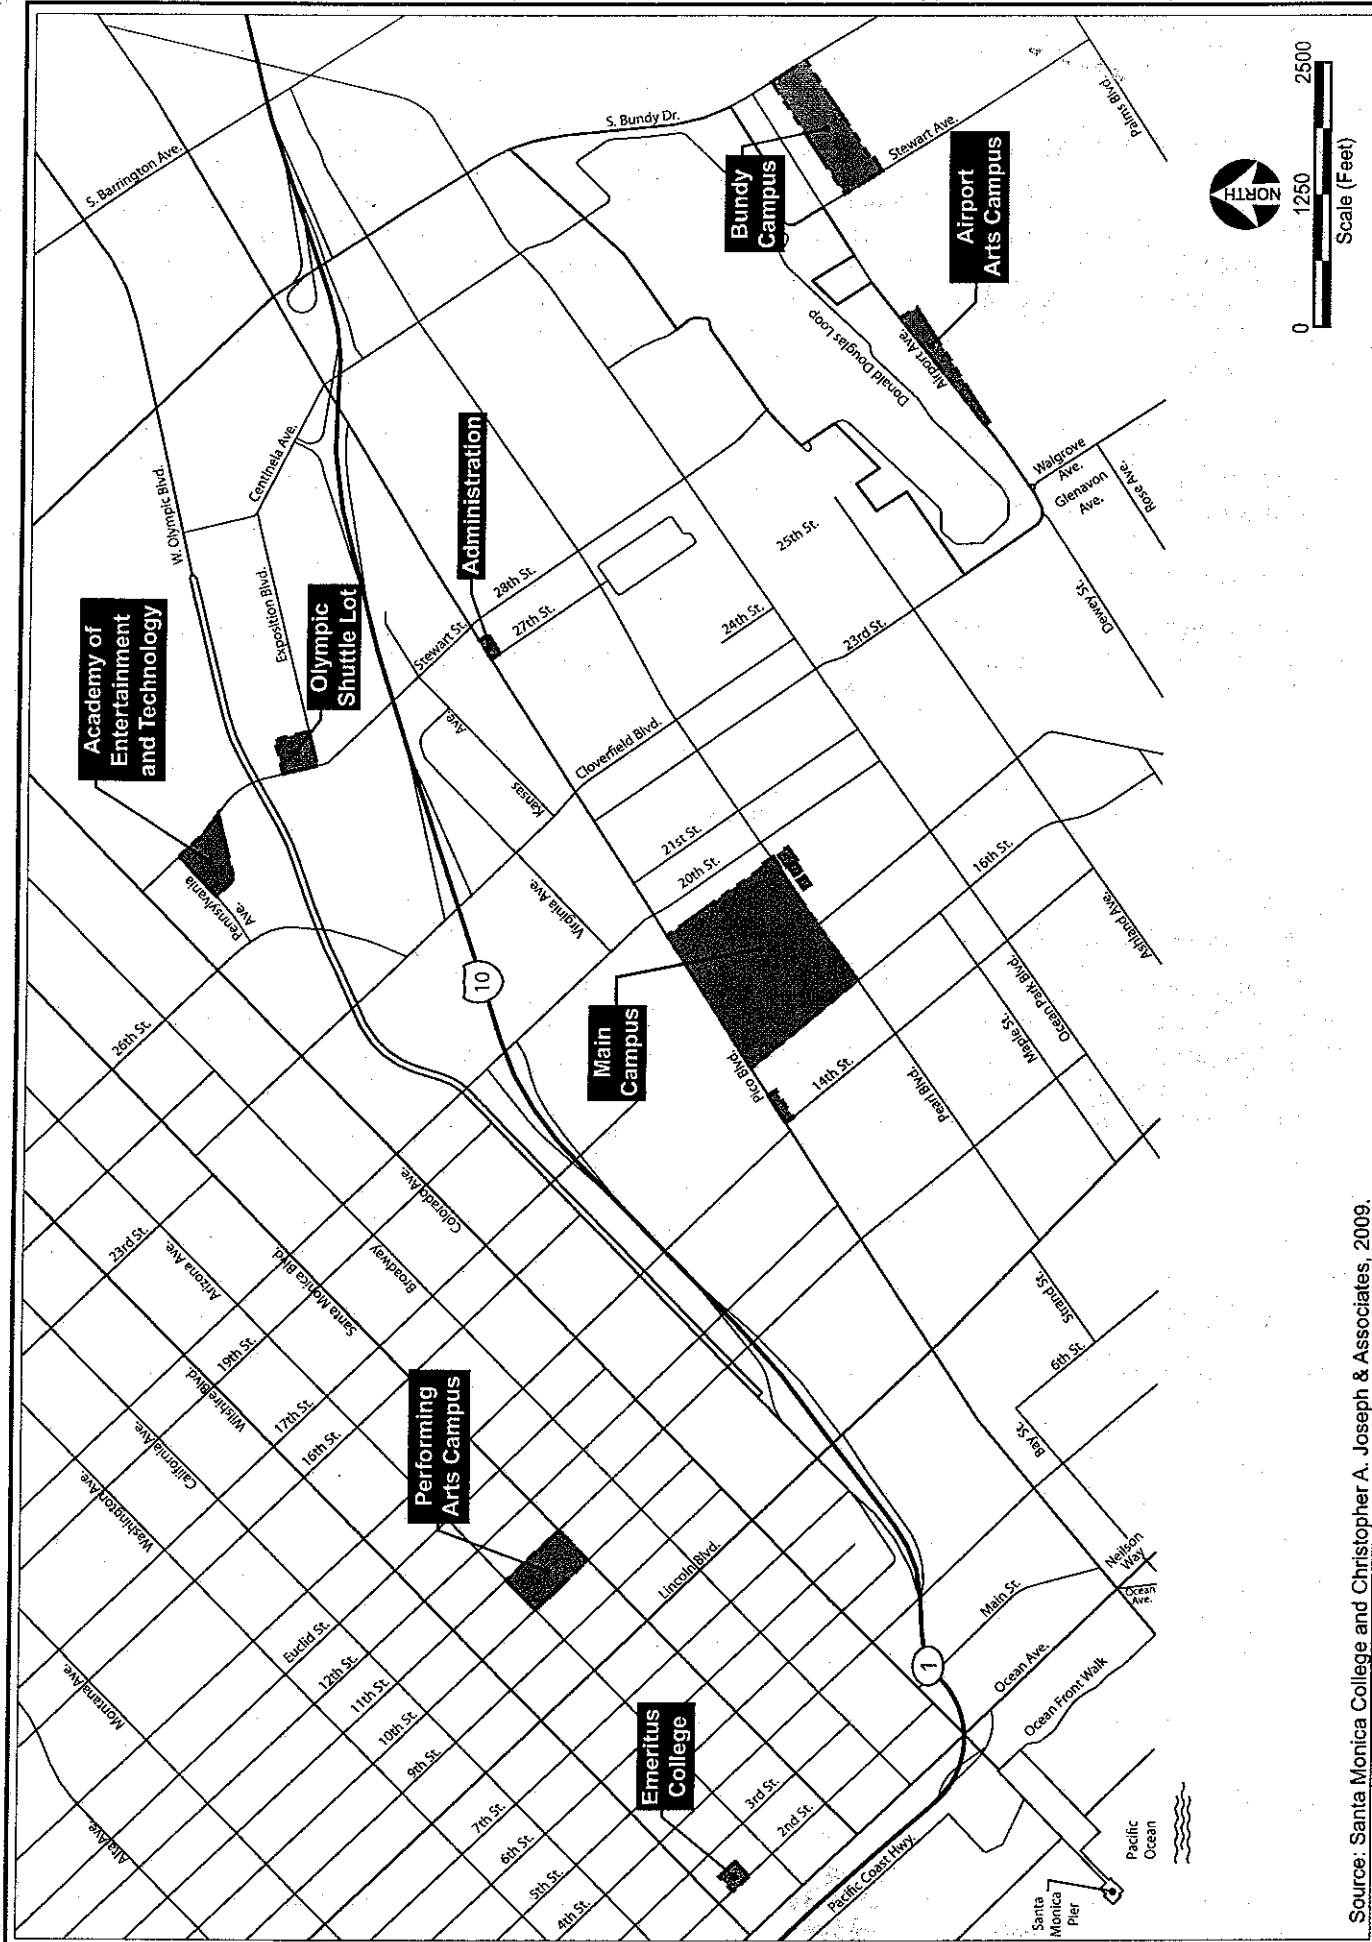 Academy of
Entertainment
and Technology
Olympic
Shuttle Lot
Administration
Bundy
Campus
Airport
Arts Campus
Main
Campus
Performing
Arts Campus
Emeritus
College
S. Barrington Ave.
S. Bundy Dr.
Stewart Ave.
Palms Blvd.
W. Olympic Blvd.
Centinela Ave.
Exposition Blvd.
Stewart St.
28th St.
27th St.
Donald Douglas Loop
Airport Ave.
Walgrove
Ave.
Glenavon
Ave.
Rose Ave.
Dewey St.
25th St.
24th St.
23rd St.
Cloverfield Blvd.
Kansas
Ave.
Virginia Ave.
21st St.
20th St.
16th St.
Ashland Ave.
Ocean Park Blvd.
Maple St.
Pearl Blvd.
14th St.
Pico Blvd.
10
Pennsylvania
Ave.
26th St.
23rd St.
Arizona Ave.
Santa Monica Blvd.
Broadway
Colorado Ave.
19th St.
Wilshire Blvd.
17th St.
16th St.
California Ave.
Washington Ave.
Montana Ave.
Alta Ave.
Euclid St.
12th St.
11th St.
10th St.
9th St.
Lincoln Blvd.
7th St.
6th St.
5th St.
4th St.
3rd St.
2nd St.
Strand St.
6th St.
Bay St.
Neilson
Way
Ocean
Ave.
Main St.
1
Ocean Ave.
Ocean Front Walk
Pacific Coast Hwy.
Santa
Monica
Pier
Pacific
Ocean
NORTH
0 1250 2500
Scale (Feet)
Source: Santa Monica College and Christopher A. Joseph & Associates, 2009.